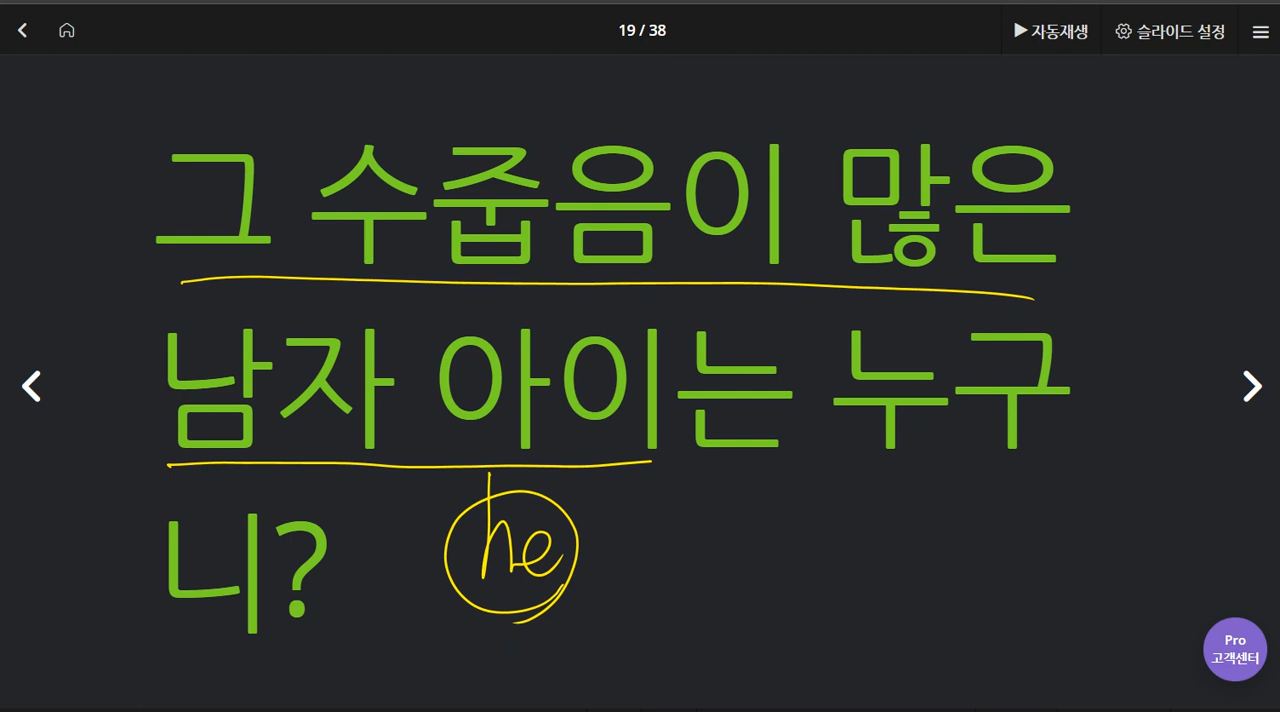 19 / 38
▶ 자동재생
슬라이드 설정
그 수줍음이 많은
남자 아이는 누구
니?
he
Pro
고객센터